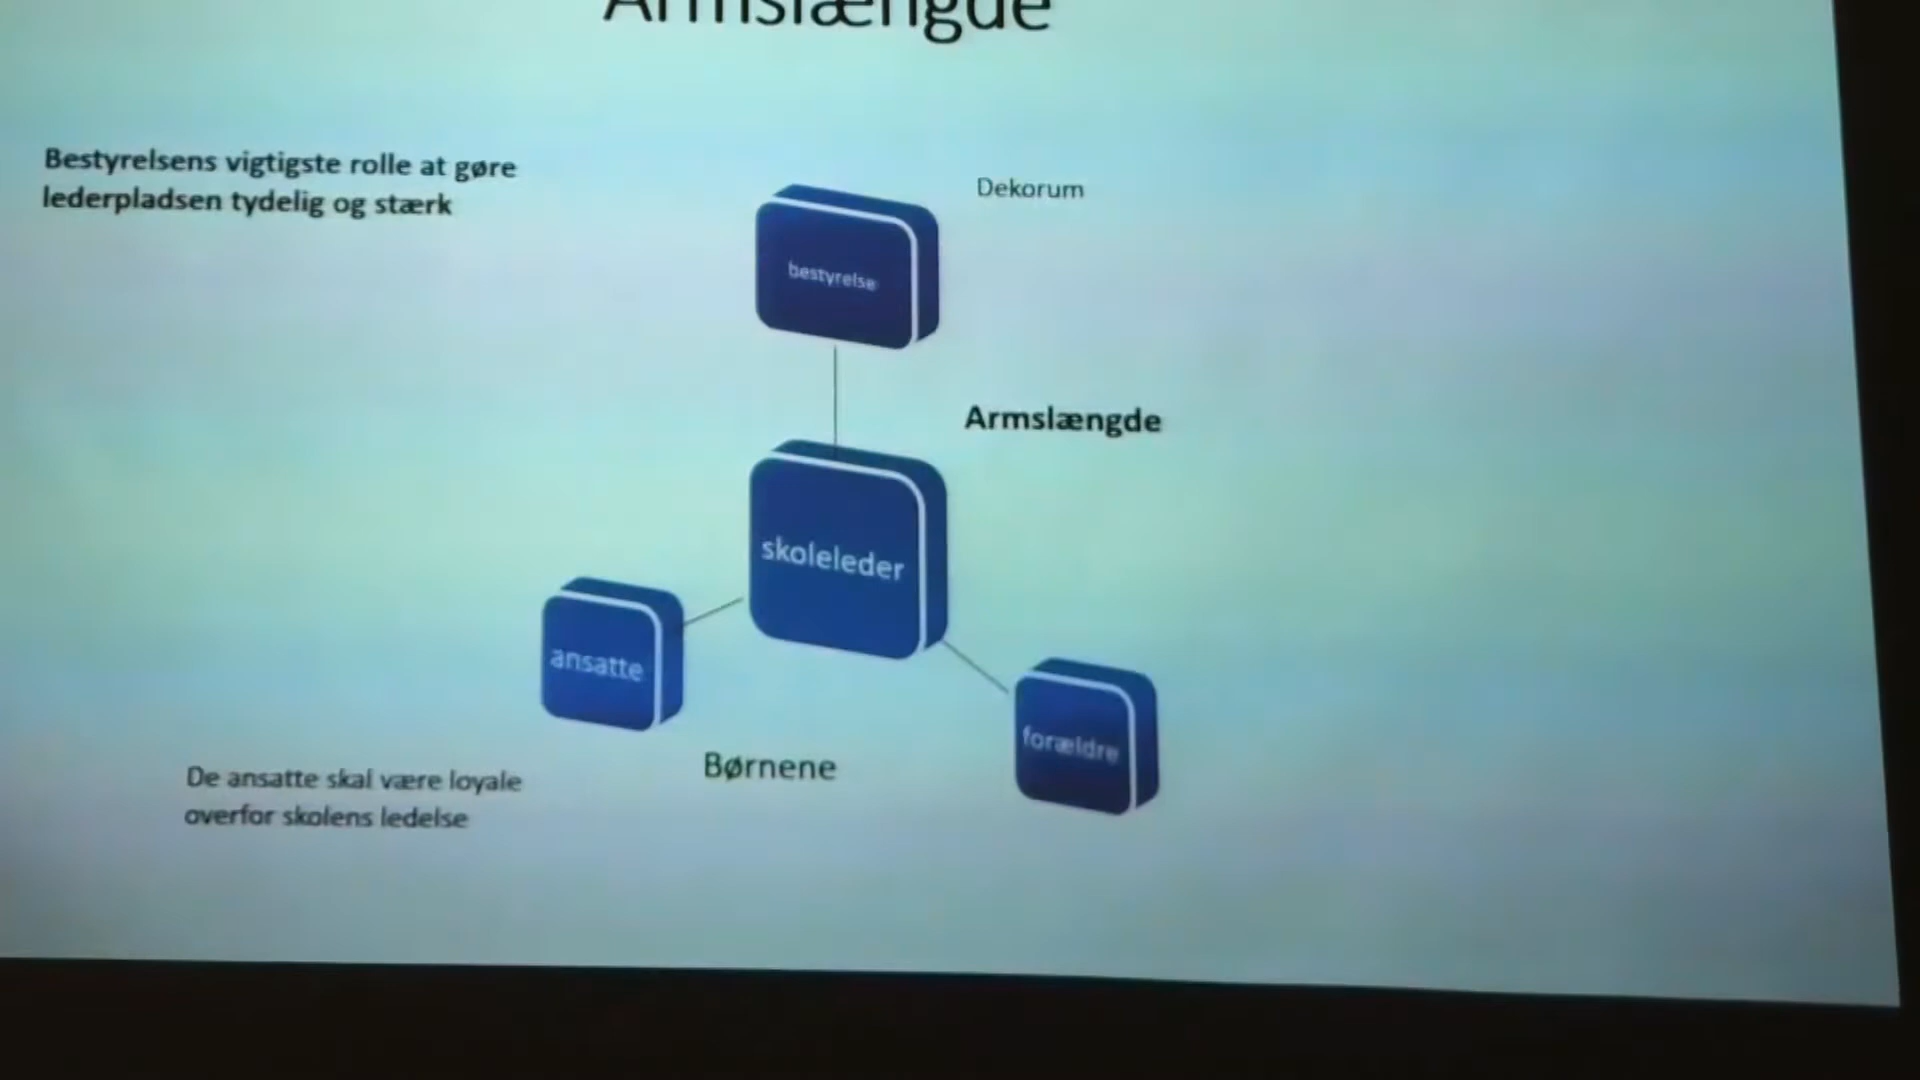 Armslængde
Bestyrelsens vigtigste rolle at gøre
lederpladsen tydelig og stærk
Dekorum
bestyrelse
Armslængde
skoleleder
ansatte
forældre
Børnene
De ansatte skal være loyale
overfor skolens ledelse